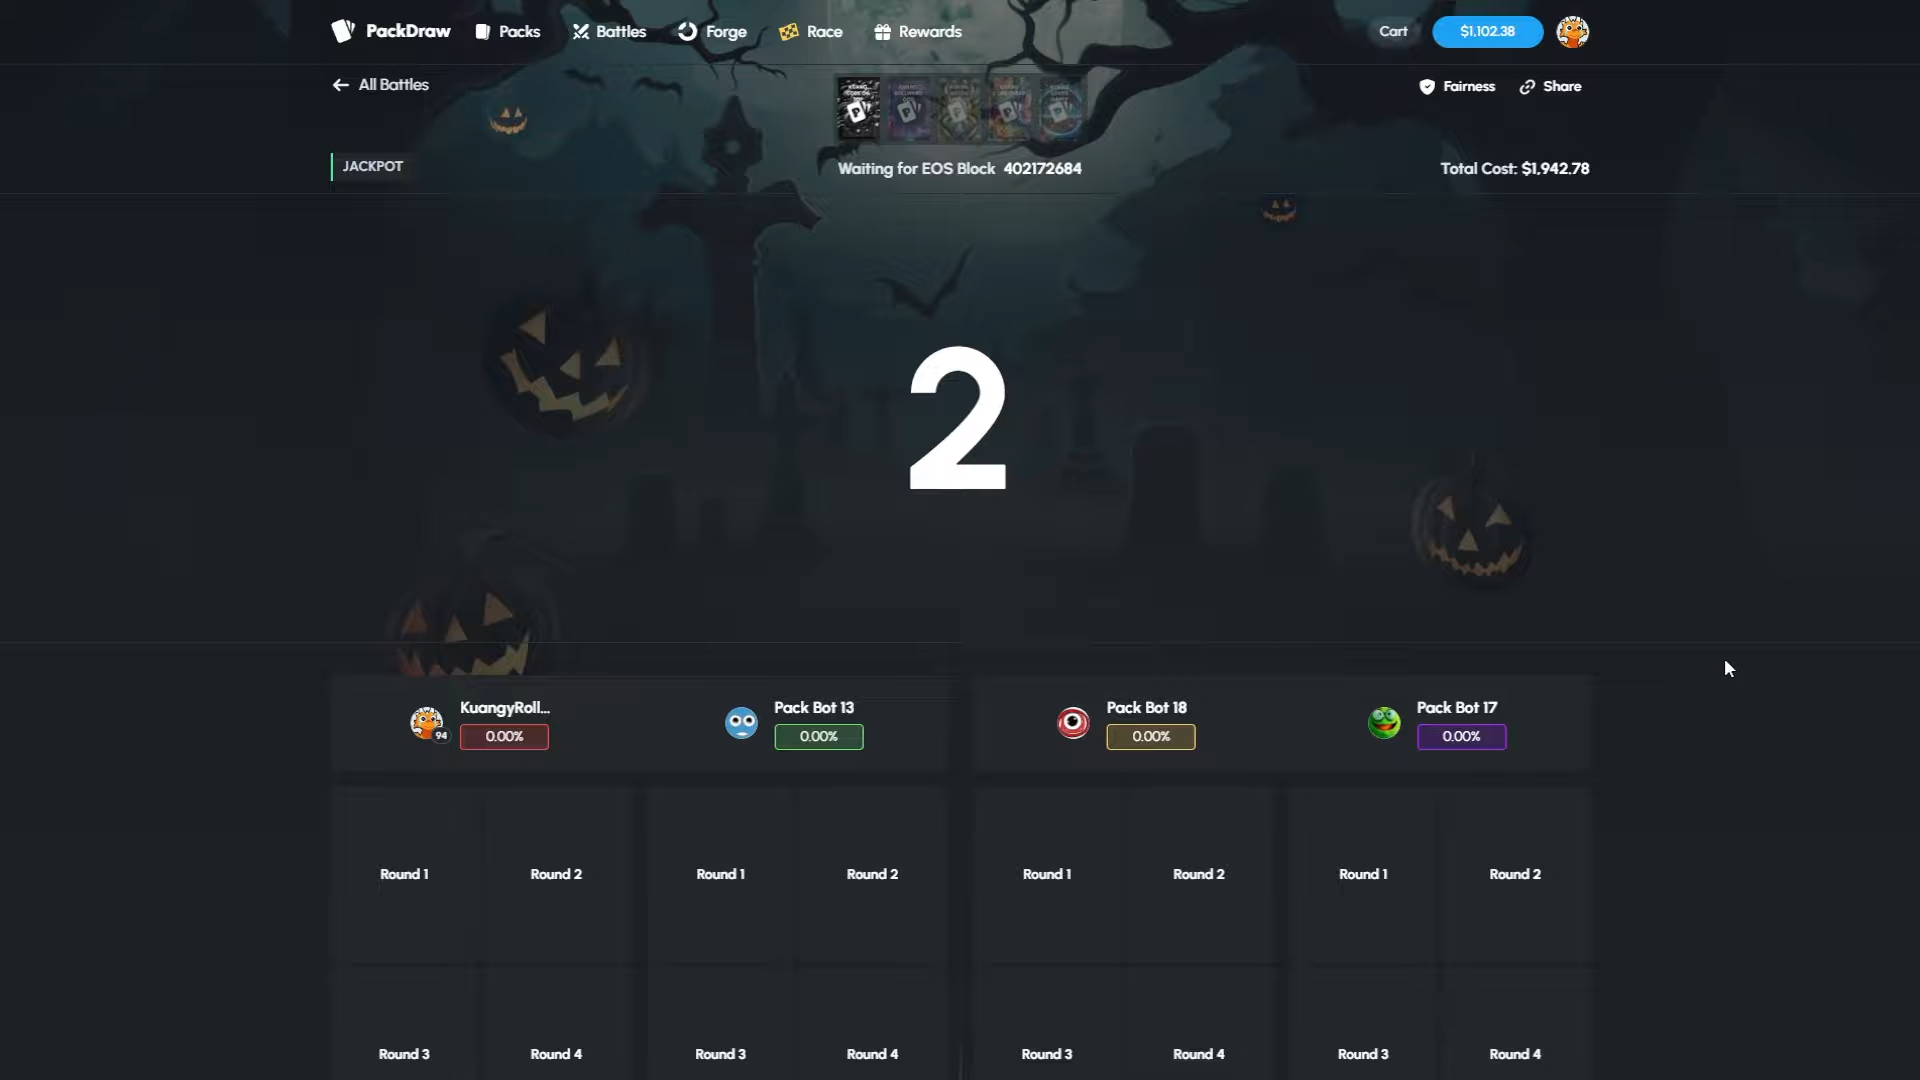 PackDraw
Packs
Battles
Forge
Race
Rewards
Cart
$1,102.38
All Battles
Fairness
Share
JACKPOT
Waiting for EOS Block 402172684
Total Cost: $1,942.78
2
KuangyRoll...
94
0.00%
Pack Bot 13
0.00%
Pack Bot 18
0.00%
Pack Bot 17
0.00%
Round 1
Round 2
Round 1
Round 2
Round 1
Round 2
Round 1
Round 2
Round 3
Round 4
Round 3
Round 4
Round 3
Round 4
Round 3
Round 4